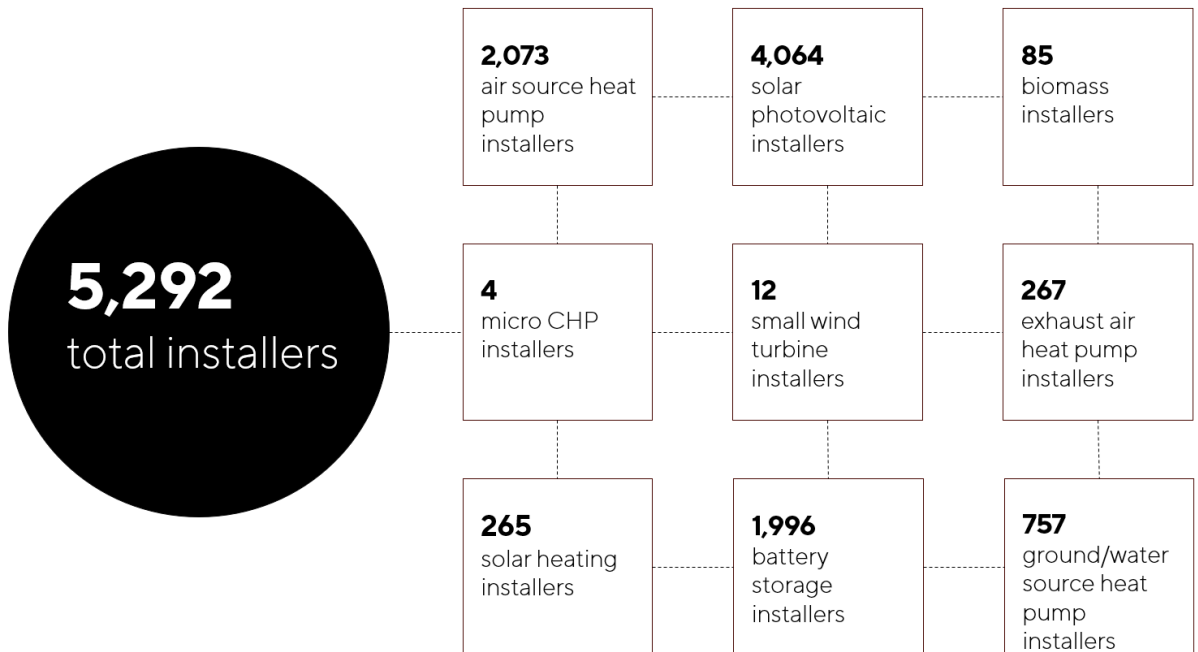 5,292
total installers
2,073
air source heat
pump
installers
4,064
solar
photovoltaic
installers
85
biomass
installers
4
micro CHP
installers
12
small wind
turbine
installers
267
exhaust air
heat pump
installers
265
solar heating
installers
1,996
battery
storage
installers
757
ground/water
source heat
pump
installers